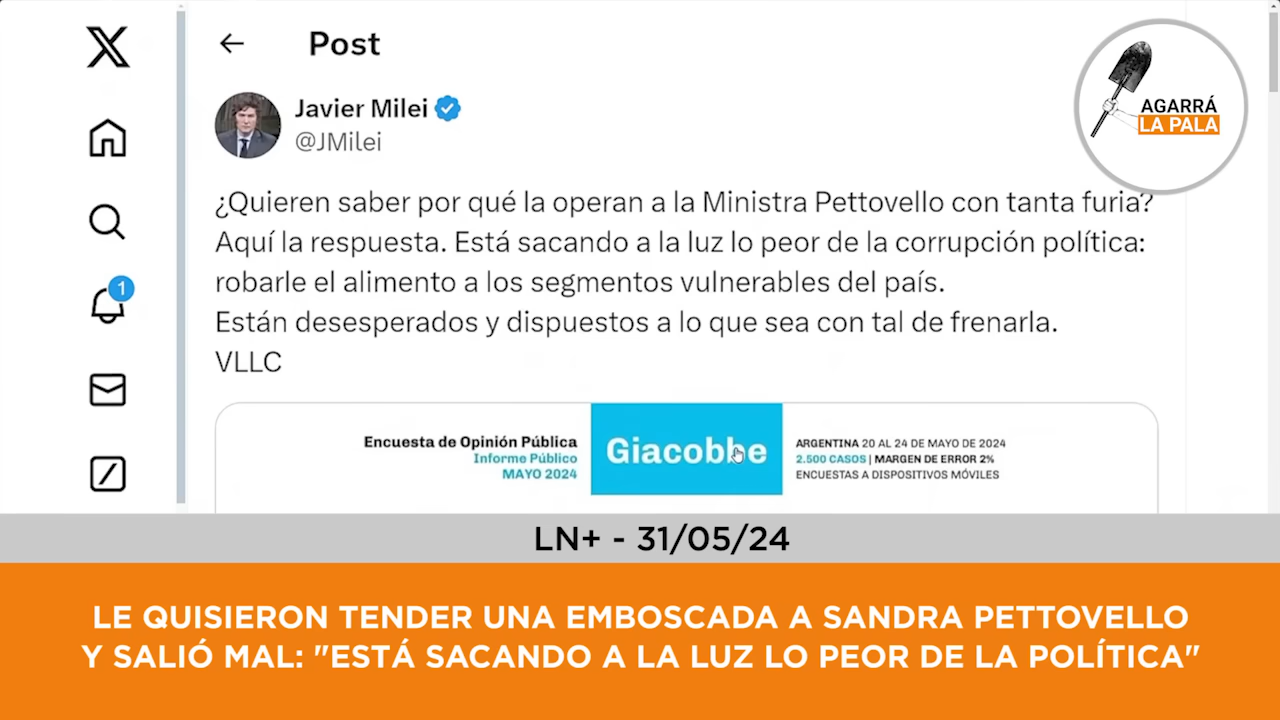 Post
Javier Milei
@JMilei
AGARRÁ
LA PALA
¿Quieren saber por qué la operan a la Ministra Pettovello con tanta furia?
Aquí la respuesta. Está sacando a la luz lo peor de la corrupción política:
robarle el alimento a los segmentos vulnerables del país.
Están desesperados y dispuestos a lo que sea con tal de frenarla.
VLLC
1
Encuesta de Opinión Pública
Informe Público
MAYO 2024
Giacobbe
ARGENTINA 20 AL 24 DE MAYO DE 2024
2.500 CASOS | MARGEN DE ERROR 2%
ENCUESTAS A DISPOSITIVOS MÓVILES
LN+ - 31/05/24
LE QUISIERON TENDER UNA EMBOSCADA A SANDRA PETTOVELLO
Y SALIÓ MAL: "ESTÁ SACANDO A LA LUZ LO PEOR DE LA POLÍTICA"